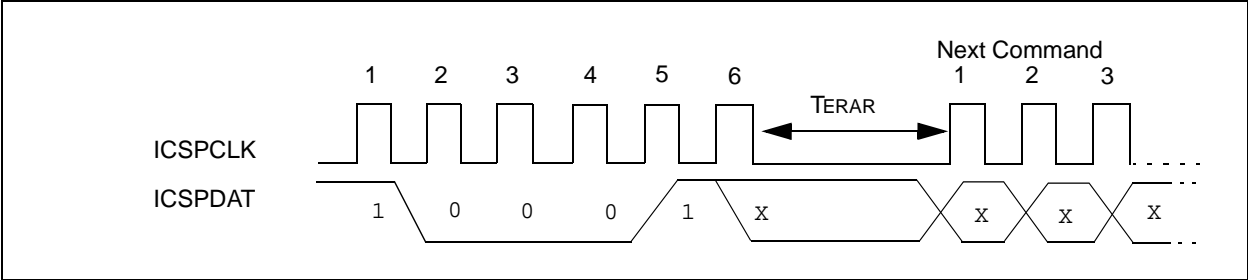 Next Command
1 2 3 4 5 6 1 2 3
TERAR
ICSPCLK
ICSPDAT
1 0 0 0 1 x x x x